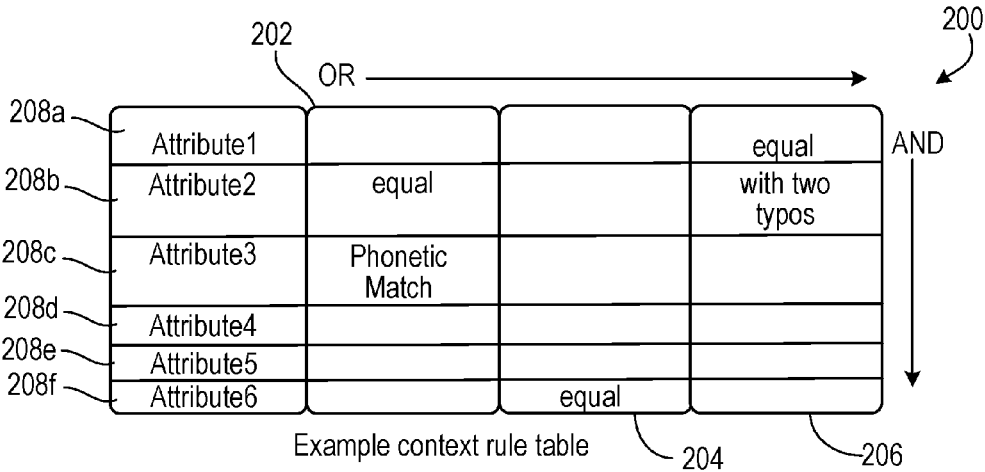 200
202
OR
208a
Attribute1
equal
AND
208b
Attribute2
equal
with two
typos
208c
Attribute3
Phonetic
Match
208d
Attribute4
208e
Attribute5
208f
Attribute6
equal
Example context rule table
204
206